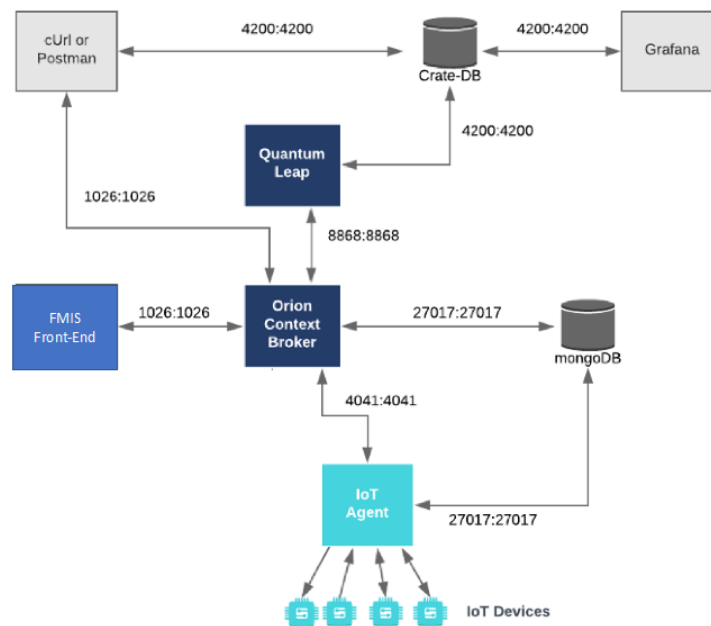 cUrl or
Postman
4200:4200
Crate-DB
4200:4200
Grafana
4200:4200
Quantum
Leap
1026:1026
8868:8868
FMIS
Front-End
1026:1026
Orion
Context
Broker
27017:27017
mongoDB
4041:4041
IoT
Agent
27017:27017
IoT Devices